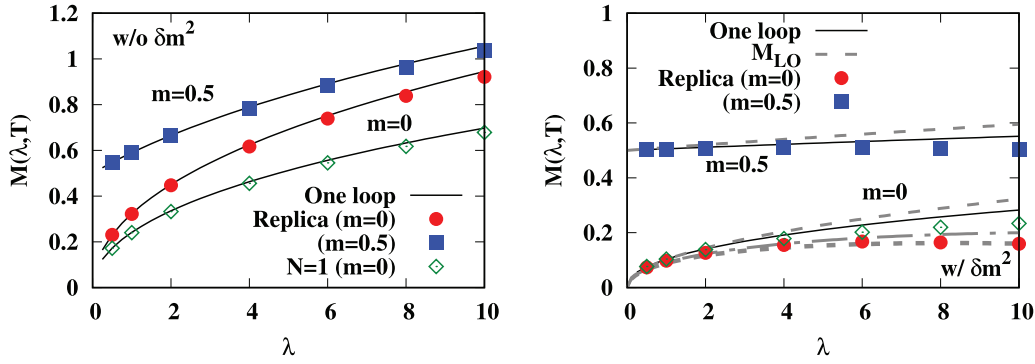 w/o δm²
m=0.5
m=0
One loop
Replica (m=0)
(m=0.5)
N=1 (m=0)
M(λ,T)
1.2
1
0.8
0.6
0.4
0.2
0
0 2 4 6 8 10
λ
One loop
M_LO
Replica (m=0)
(m=0.5)
m=0.5
m=0
w/ δm²
M(λ,T)
1
0.8
0.6
0.4
0.2
0
0 2 4 6 8 10
λ